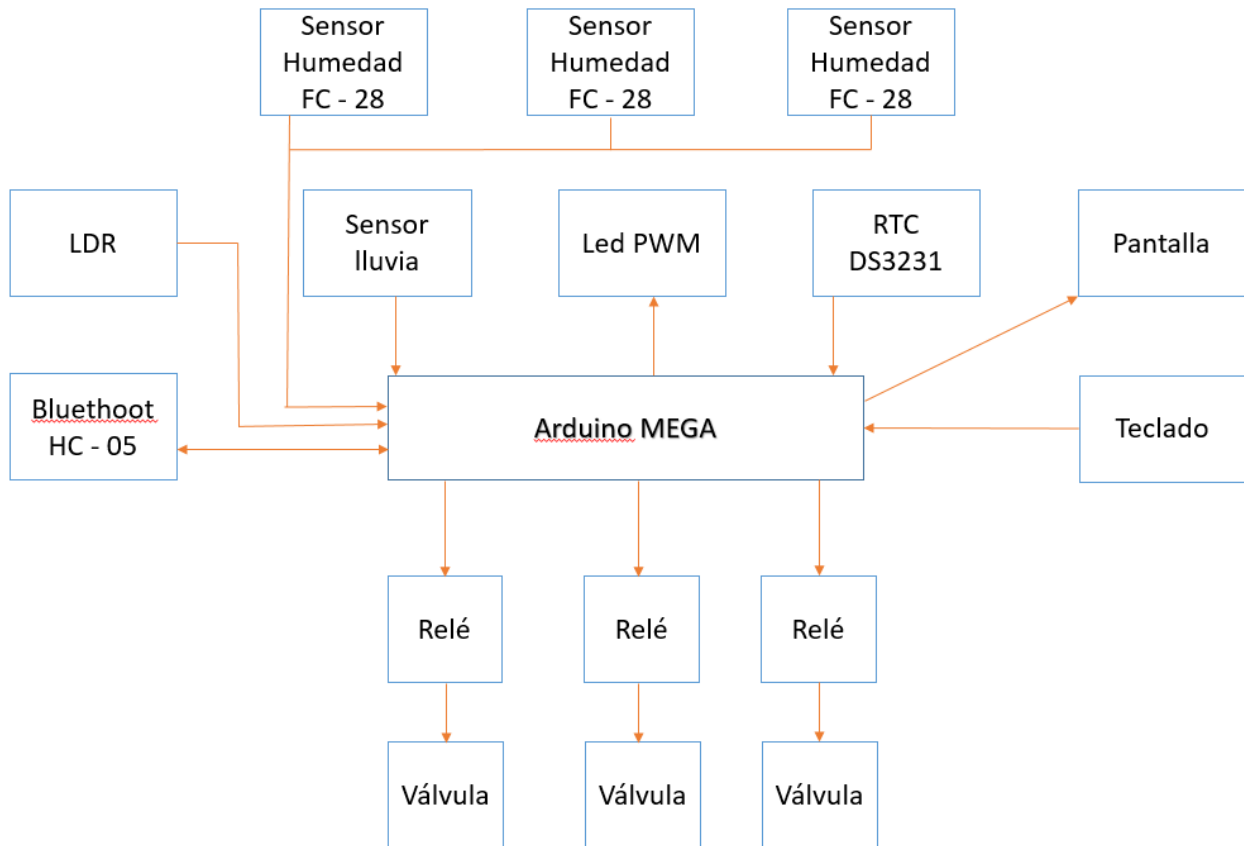 Sensor
Humedad
FC - 28
Sensor
Humedad
FC - 28
Sensor
Humedad
FC - 28
LDR
Sensor
lluvia
Led PWM
RTC
DS3231
Pantalla
Bluethoot
HC - 05
Arduino MEGA
Teclado
Relé
Relé
Relé
Válvula
Válvula
Válvula